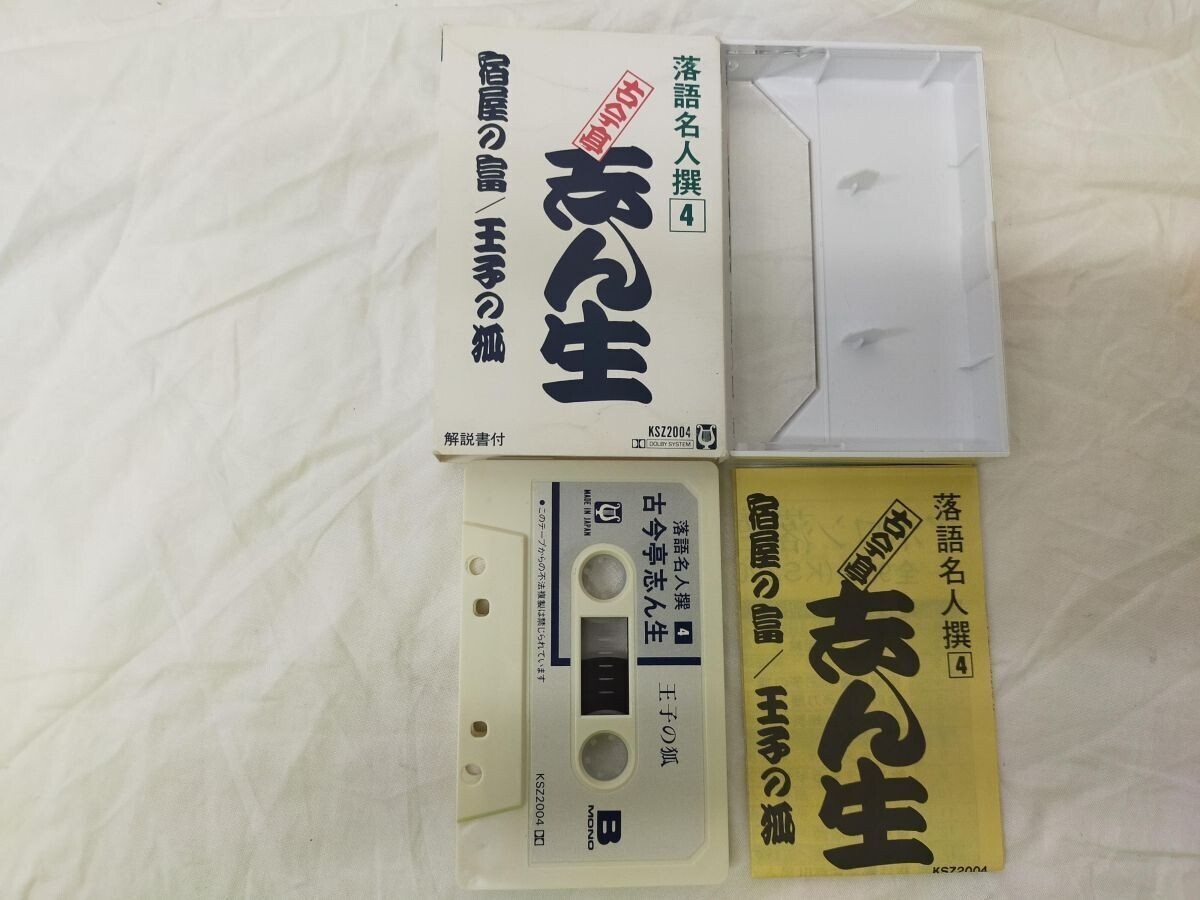 落語名人撰 4
古今亭
志ん生
宿屋の富/王子の狐
解説書付
KSZ2004
DOLBY SYSTEM
落語名人撰 4
古今亭志ん生
王子の狐
MADE IN JAPAN
●このテープからの不法複製は禁じられています
B
MONO
KSZ2004
落語名人撰 4
古今亭
志ん生
宿屋の富/王子の狐
KSZ2004